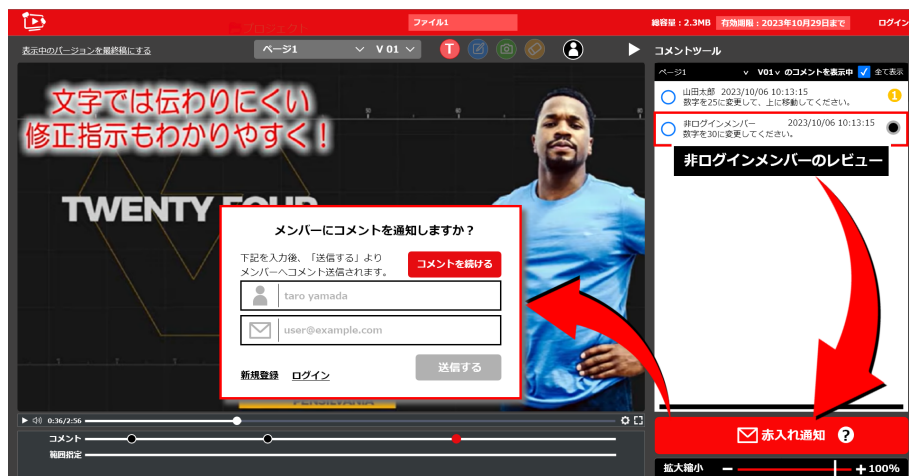 プロジェクト
ファイル1
総容量：2.3MB
有効期限：2023年10月29日まで
ログイン
表示中のバージョンを最終稿にする
ページ1
V 01
T
コメントツール
ページ1
V01
のコメントを表示中
全て表示
山田太郎 2023/10/06 10:13:15
数字を25に変更して、上に移動してください。
1
非ログインメンバー 2023/10/06 10:13:15
数字を30に変更してください。
非ログインメンバーのレビュー
文字では伝わりにくい
修正指示もわかりやすく！
TWENTY FOUR
メンバーにコメントを通知しますか？
下記を入力後、「送信する」より
メンバーへコメント送信されます。
コメントを続ける
taro yamada
user@example.com
新規登録
ログイン
送信する
PENSILVANIA
0:36/2:56
コメント
範囲指定
赤入れ通知
?
拡大縮小
100%